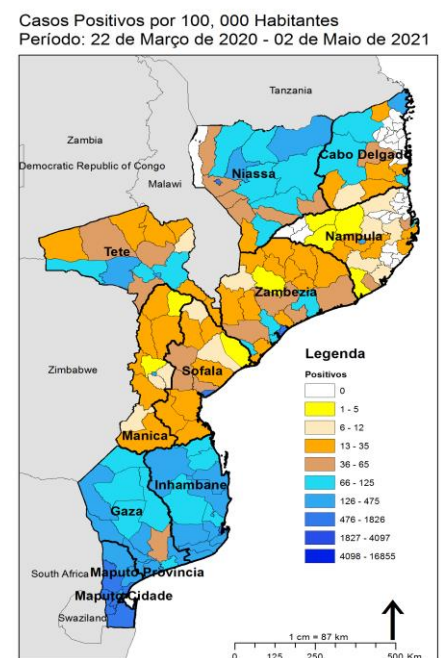 Casos Positivos por 100, 000 Habitantes
Período: 22 de Março de 2020 - 02 de Maio de 2021
Tanzania
Zambia
Cabo Delgado
Democratic Republic of Congo
Niassa
Malawi
Nampula
Tete
Zambezia
Legenda
Positivos
0
1 - 5
6 - 12
13 - 35
36 - 65
66 - 125
126 - 475
476 - 1826
1827 - 4097
4098 - 16855
Zimbabwe
Sofala
Manica
Inhambane
Gaza
South Africa
Maputo Provincia
Maputo Cidade
Swaziland
1 cm = 87 km
0 125 250 500 Km